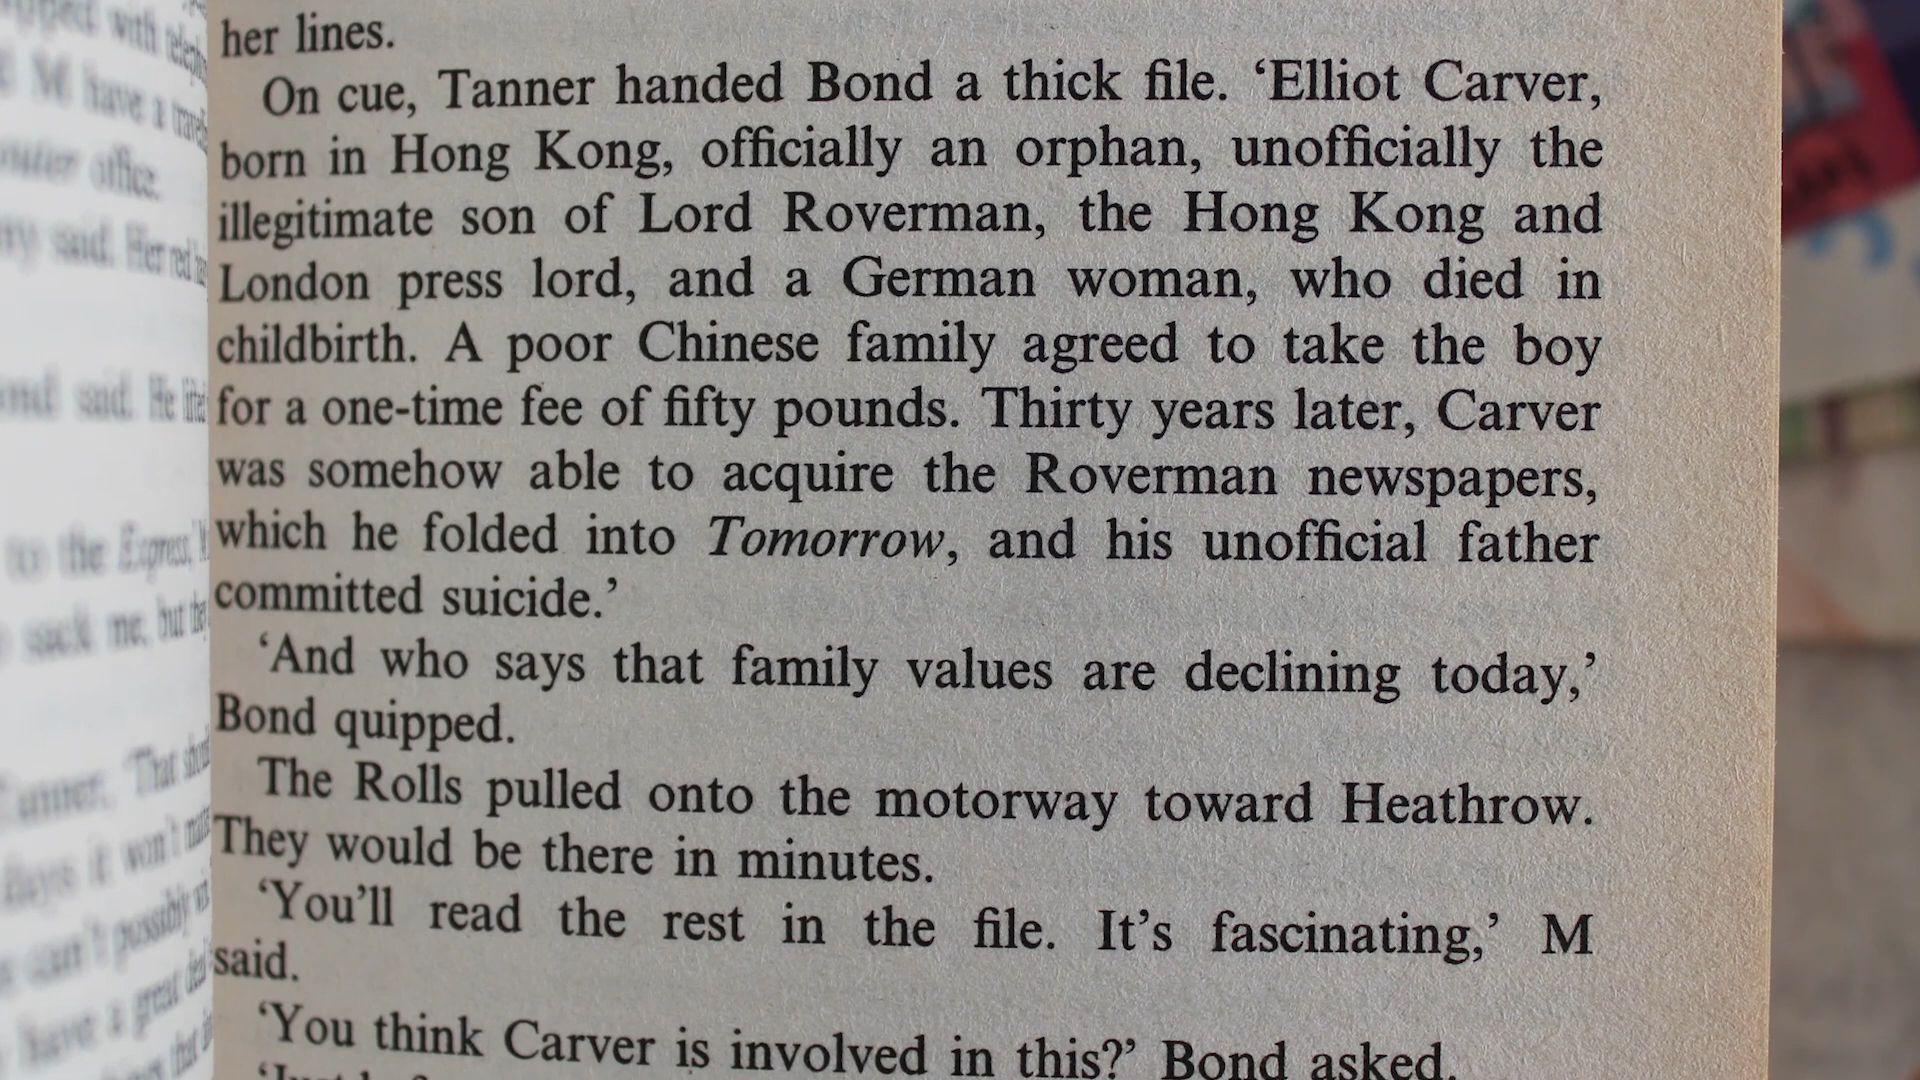 her lines.
On cue, Tanner handed Bond a thick file. ‘Elliot Carver,
born in Hong Kong, officially an orphan, unofficially the
illegitimate son of Lord Roverman, the Hong Kong and
London press lord, and a German woman, who died in
childbirth. A poor Chinese family agreed to take the boy
for a one-time fee of fifty pounds. Thirty years later, Carver
was somehow able to acquire the Roverman newspapers,
which he folded into Tomorrow, and his unofficial father
committed suicide.’
‘And who says that family values are declining today,’
Bond quipped.
The Rolls pulled onto the motorway toward Heathrow.
They would be there in minutes.
‘You’ll read the rest in the file. It’s fascinating,’ M
said.
‘You think Carver is involved in this?’ Bond asked.